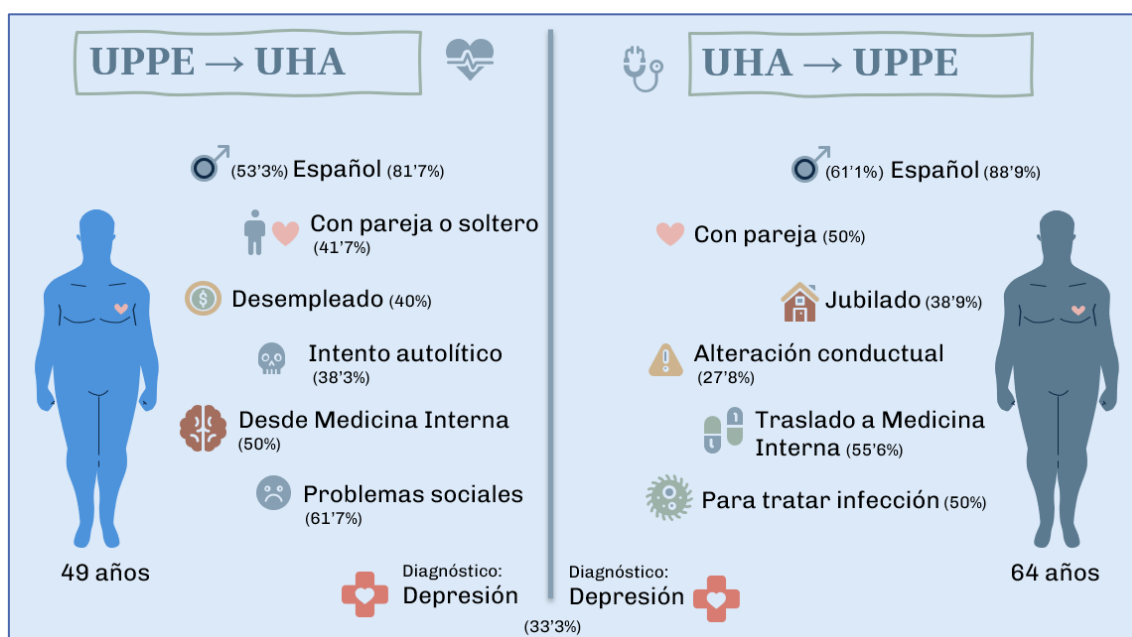 UPPE → UHA
(53'3%) Español (81'7%)
Con pareja o soltero
(41'7%)
Desempleado (40%)
Intento autolítico
(38'3%)
Desde Medicina Interna
(50%)
Problemas sociales
(61'7%)
49 años
Diagnóstico:
Depresión
UHA → UPPE
(61'1%) Español (88'9%)
Con pareja (50%)
Jubilado (38'9%)
Alteración conductual
(27'8%)
Traslado a Medicina
Interna (55'6%)
Para tratar infección (50%)
64 años
Diagnóstico:
Depresión
(33'3%)